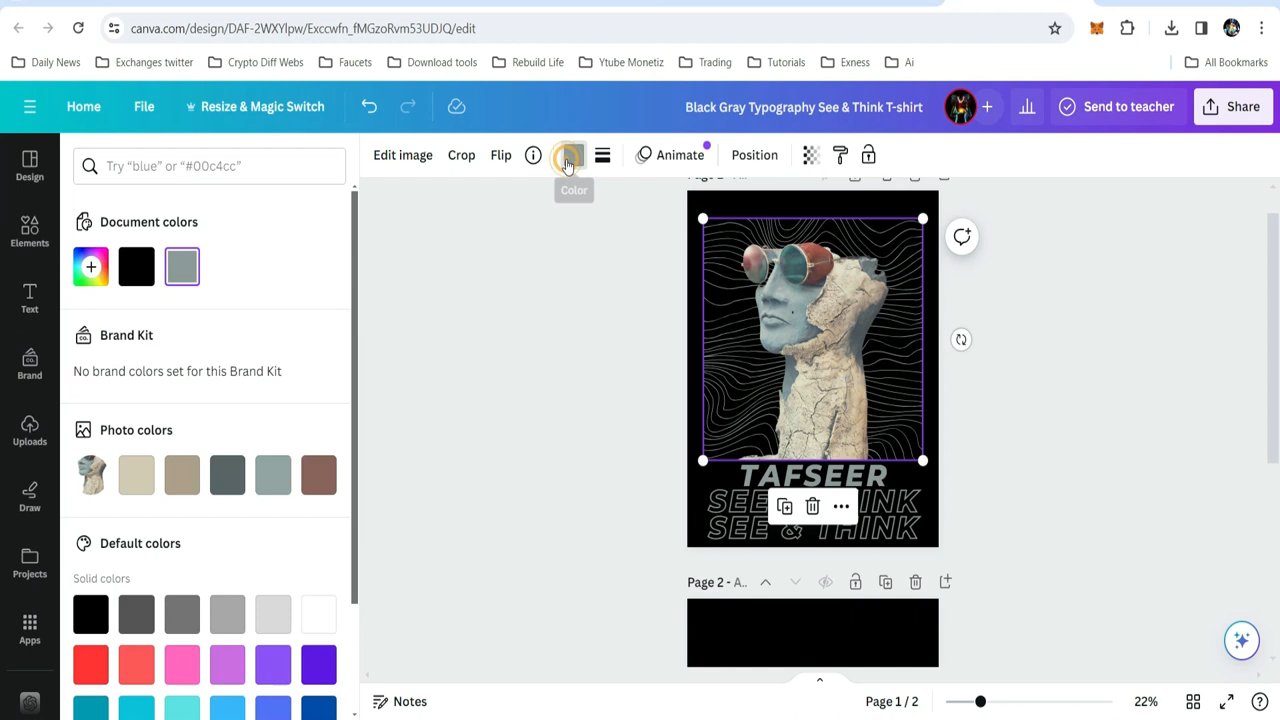 canva.com/design/DAF-2WXYlpw/Exccwfn_fMGzoRvm53UDJQ/edit
Daily News
Exchanges twitter
Crypto Diff Webs
Faucets
Download tools
Rebuild Life
Ytube Monetiz
Trading
Tutorials
Exness
Ai
All Bookmarks
Home
File
Resize & Magic Switch
Black Gray Typography See & Think T-shirt
Send to teacher
Share
Design
Elements
Text
Brand
Uploads
Draw
Projects
Apps
Try “blue” or “#00c4cc”
Document colors
Brand Kit
No brand colors set for this Brand Kit
Photo colors
Default colors
Solid colors
Edit image
Crop
Flip
Animate
Position
Color
TAFSEER
SEE & THINK
Page 2 - A..
Notes
Page 1 / 2
22%